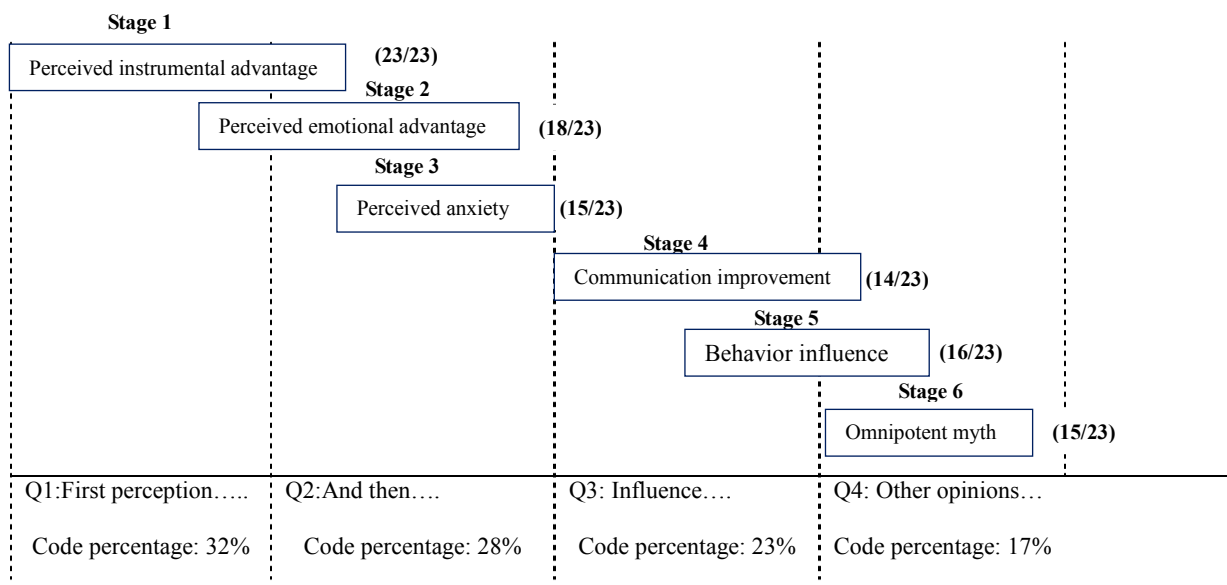 Stage 1
Perceived instrumental advantage
(23/23)
Stage 2
Perceived emotional advantage
(18/23)
Stage 3
Perceived anxiety
(15/23)
Stage 4
Communication improvement
(14/23)
Stage 5
Behavior influence
(16/23)
Stage 6
Omnipotent myth
(15/23)
Q1:First perception…..
Q2:And then….
Q3: Influence….
Q4: Other opinions…
Code percentage: 32%
Code percentage: 28%
Code percentage: 23%
Code percentage: 17%